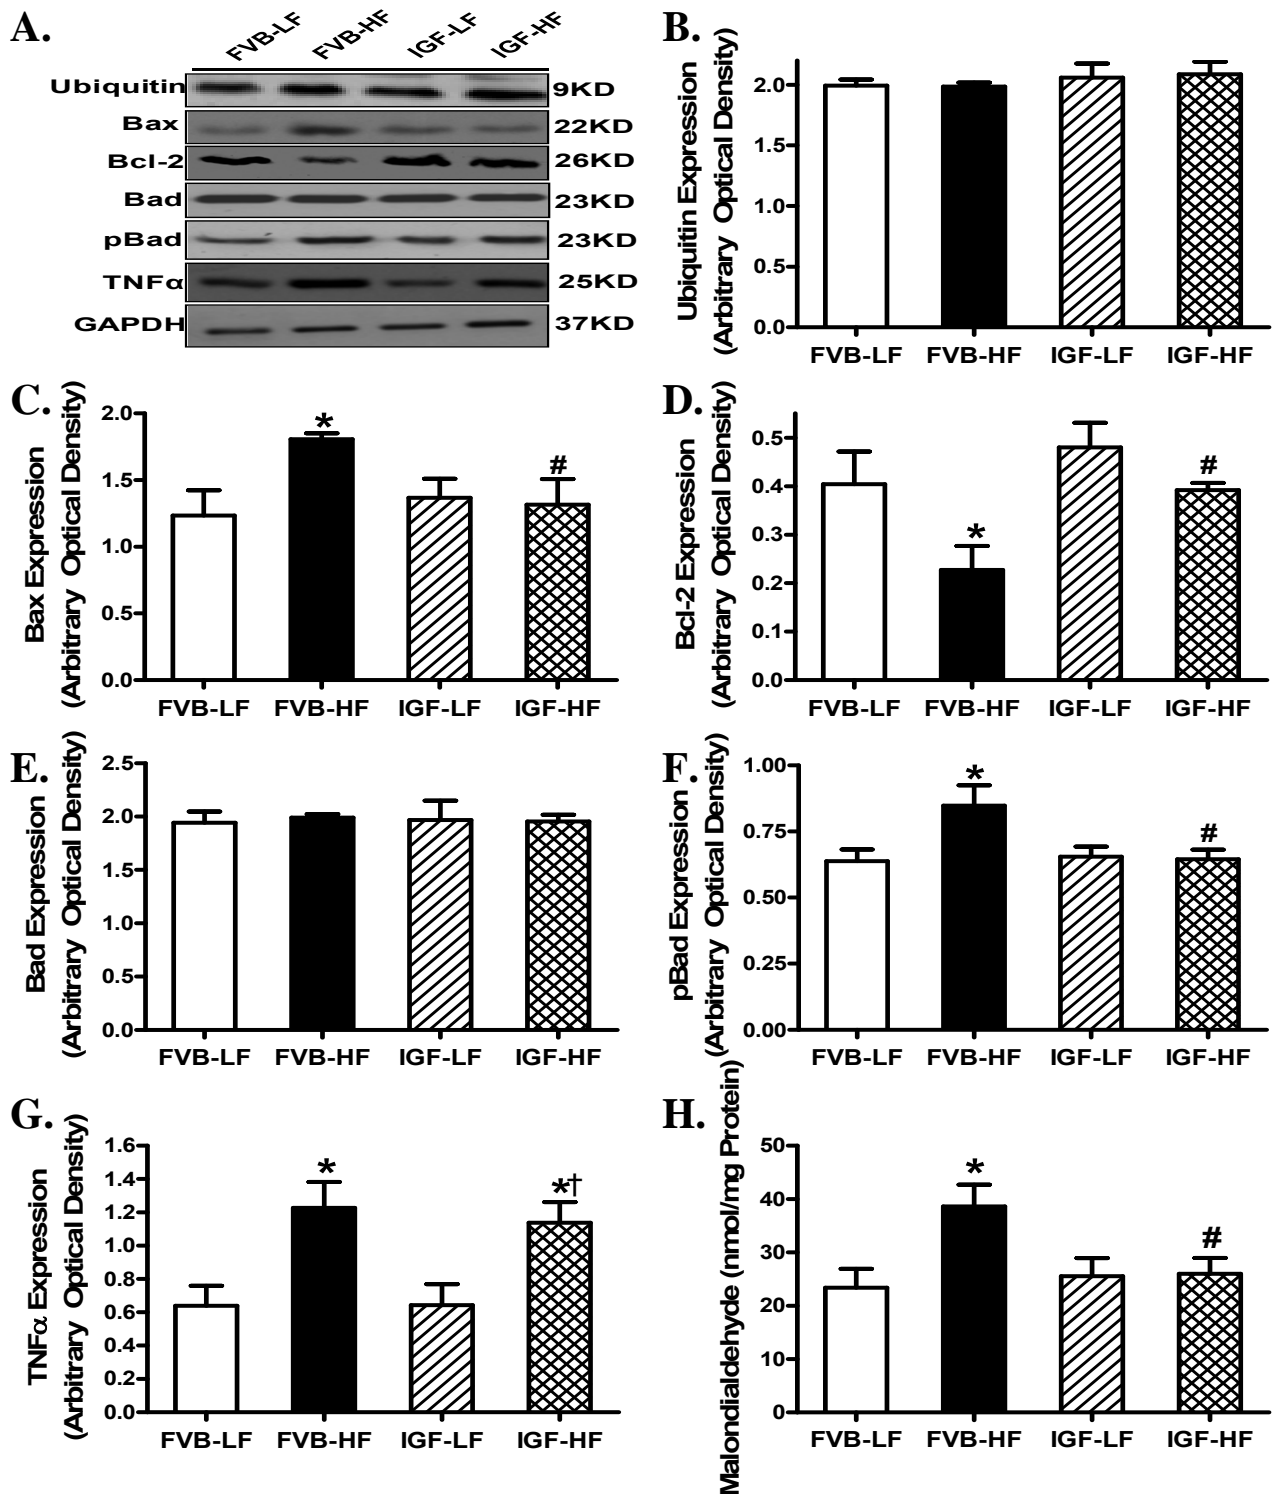 A.
FVB-LF FVB-HF IGF-LF IGF-HF
Ubiquitin 9KD
Bax 22KD
Bcl-2 26KD
Bad 23KD
pBad 23KD
TNFα 25KD
GAPDH 37KD
B.
Ubiquitin Expression
(Arbitrary Optical Density)
2.0
1.5
1.0
0.5
0.0
FVB-LF FVB-HF IGF-LF IGF-HF
C.
Bax Expression
(Arbitrary Optical Density)
2.0
1.5
1.0
0.5
0.0
* #
FVB-LF FVB-HF IGF-LF IGF-HF
D.
Bcl-2 Expression
(Arbitrary Optical Density)
0.5
0.4
0.3
0.2
0.1
0.0
* #
FVB-LF FVB-HF IGF-LF IGF-HF
E.
Bad Expression
(Arbitrary Optical Density)
2.5
2.0
1.5
1.0
0.5
0.0
FVB-LF FVB-HF IGF-LF IGF-HF
F.
pBad Expression
(Arbitrary Optical Density)
1.00
0.75
0.50
0.25
0.00
* #
FVB-LF FVB-HF IGF-LF IGF-HF
G.
TNFα Expression
(Arbitrary Optical Density)
1.6
1.4
1.2
1.0
0.8
0.6
0.4
0.2
0.0
* *†
FVB-LF FVB-HF IGF-LF IGF-HF
H.
Malondialdehyde (nmol/mg Protein)
50
40
30
20
10
0
* #
FVB-LF FVB-HF IGF-LF IGF-HF